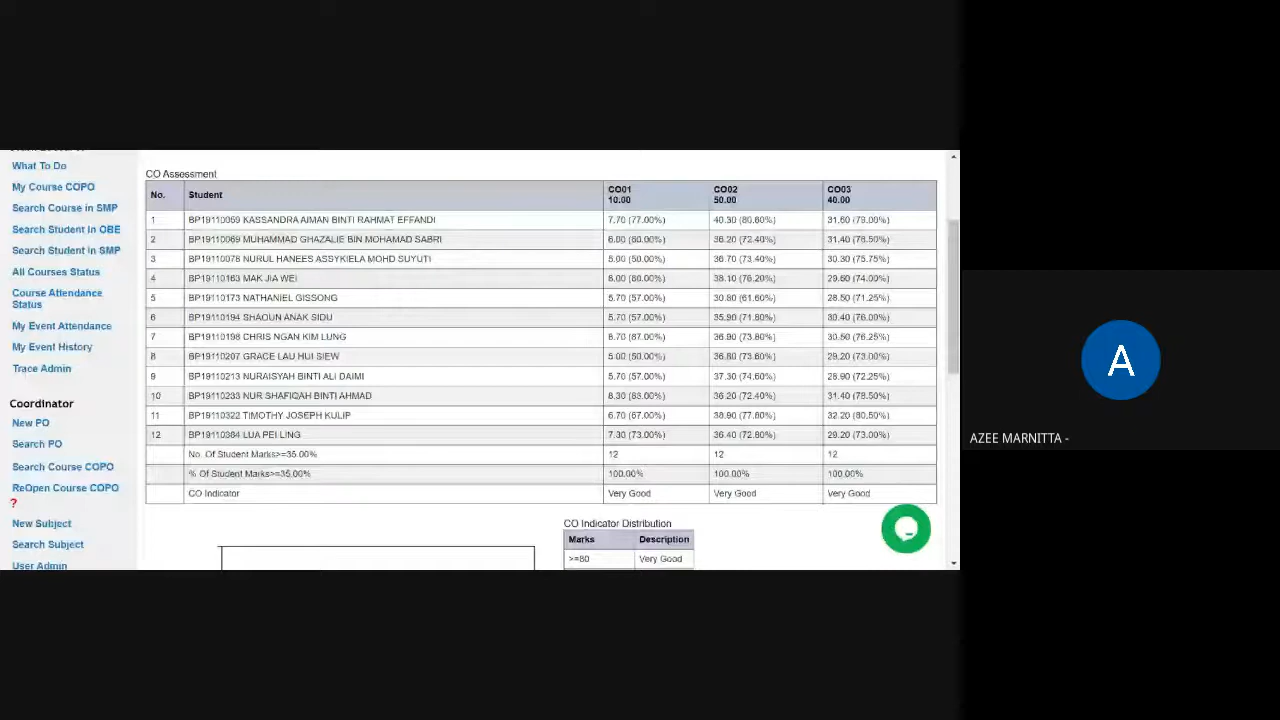 What To Do
My Course COPO
Search Course in SMP
Search Student in OBE
Search Student in SMP
All Courses Status
Course Attendance
Status
My Event Attendance
My Event History
Trace Admin
Coordinator
New PO
Search PO
Search Course COPO
ReOpen Course COPO
?
New Subject
Search Subject
User Admin
CO Assessment
No. Student CO01 10.00 CO02 50.00 CO03 40.00
1 BP19110059 KASSANDRA AIMAN BINTI RAHMAT EFFANDI 7.70 (77.00%) 40.30 (80.60%) 31.60 (79.00%)
2 BP19110069 MUHAMMAD GHAZALIE BIN MOHAMAD SABRI 6.00 (60.00%) 36.20 (72.40%) 31.40 (78.50%)
3 BP19110078 NURUL HANEES ASSYKIELA MOHD SUYUTI 5.00 (50.00%) 36.70 (73.40%) 30.30 (75.75%)
4 BP19110163 MAK JIA WEI 8.00 (80.00%) 38.10 (76.20%) 29.60 (74.00%)
5 BP19110173 NATHANIEL GISSONG 5.70 (57.00%) 30.80 (61.60%) 28.50 (71.25%)
6 BP19110194 SHAOUN ANAK SIDU 5.70 (57.00%) 35.90 (71.80%) 30.40 (76.00%)
7 BP19110198 CHRIS NGAN KIM LUNG 8.70 (87.00%) 36.90 (73.80%) 30.50 (76.25%)
8 BP19110207 GRACE LAU HUI SIEW 5.00 (50.00%) 36.80 (73.60%) 29.20 (73.00%)
9 BP19110213 NURAISYAH BINTI ALI DAIMI 5.70 (57.00%) 37.30 (74.60%) 28.90 (72.25%)
10 BP19110233 NUR SHAFIQAH BINTI AHMAD 8.30 (83.00%) 36.20 (72.40%) 31.40 (78.50%)
11 BP19110322 TIMOTHY JOSEPH KULIP 6.70 (67.00%) 38.90 (77.80%) 32.20 (80.50%)
12 BP19110384 LUA PEI LING 7.30 (73.00%) 36.40 (72.80%) 29.20 (73.00%)
No. Of Student Marks>=35.00% 12 12 12
% Of Student Marks>=35.00% 100.00% 100.00% 100.00%
CO Indicator Very Good Very Good Very Good
CO Indicator Distribution
Marks Description
>=80 Very Good
A
AZEE MARNITTA -